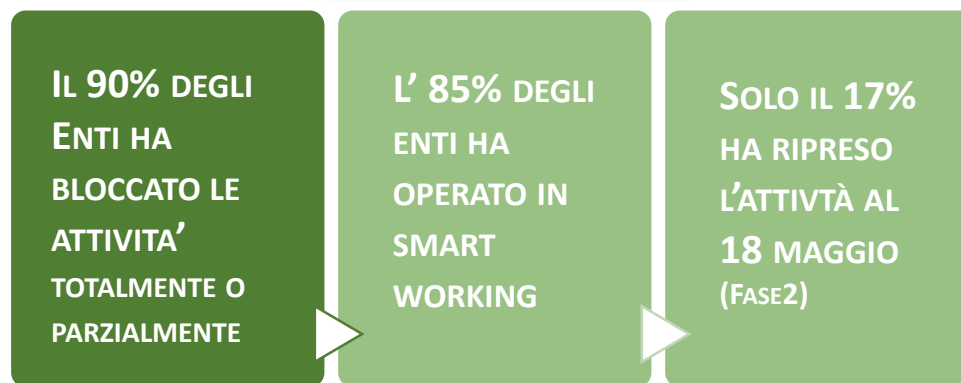 IL 90% DEGLI
ENTI HA
BLOCCATO LE
ATTIVITA'
TOTALMENTE O
PARZIALMENTE
L' 85% DEGLI
ENTI HA
OPERATO IN
SMART
WORKING
SOLO IL 17%
HA RIPRESO
L'ATTIVTÀ AL
18 MAGGIO
(FASE2)